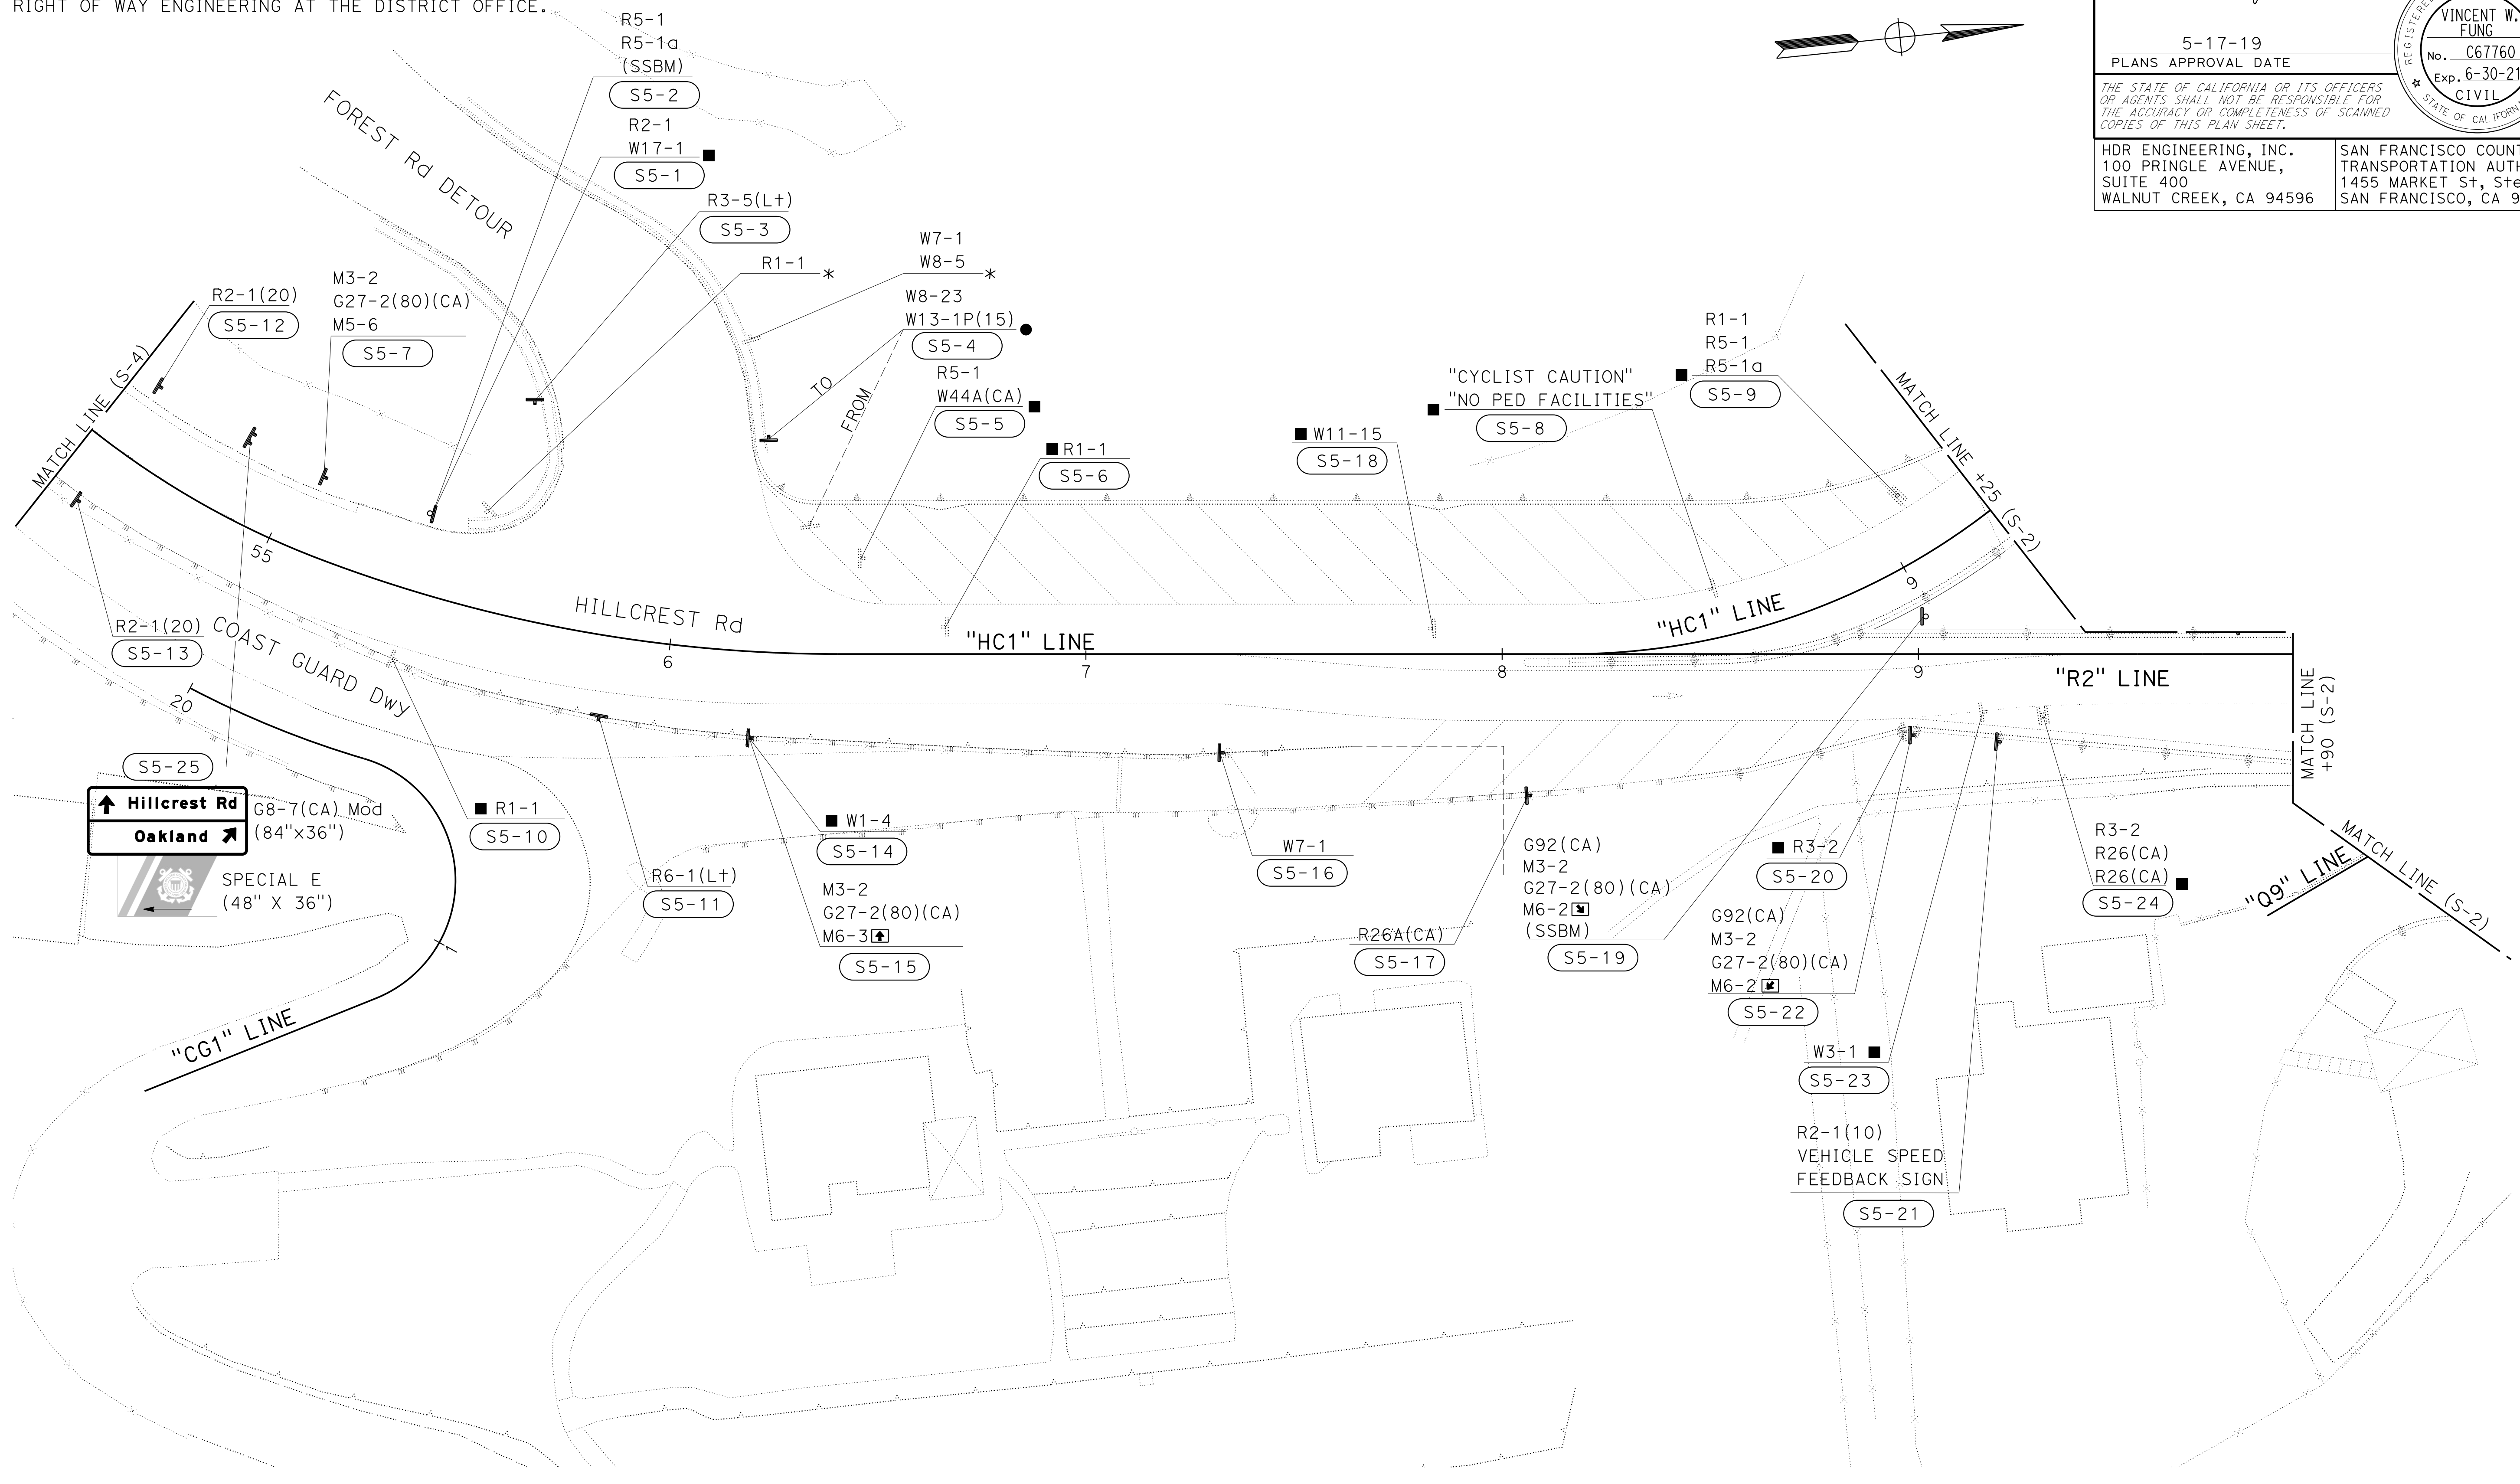 RIGHT OF WAY ENGINEERING AT THE DISTRICT OFFICE.
5-17-19
PLANS APPROVAL DATE
THE STATE OF CALIFORNIA OR ITS OFFICERS
OR AGENTS SHALL NOT BE RESPONSIBLE FOR
THE ACCURACY OR COMPLETENESS OF SCANNED
COPIES OF THIS PLAN SHEET.
VINCENT W.
FUNG
No. C67760
Exp. 6-30-21
CIVIL
HDR ENGINEERING, INC.
100 PRINGLE AVENUE,
SUITE 400
WALNUT CREEK, CA 94596
SAN FRANCISCO COUNT
TRANSPORTATION AUTH
1455 MARKET St, Ste
SAN FRANCISCO, CA 9
R5-1
R5-1a
(SSBM)
S5-2
R2-1
W17-1
S5-1
R3-5(Lt)
S5-3
R1-1 *
FOREST Rd DETOUR
W7-1
W8-5 *
W8-23
W13-1P(15)
S5-4
TO
FROM
R5-1
W44A(CA)
S5-5
R1-1
S5-6
W11-15
S5-18
"CYCLIST CAUTION"
"NO PED FACILITIES"
S5-8
R1-1
R5-1
R5-1a
S5-9
MATCH LINE +25 (S-2)
R2-1(20)
S5-12
M3-2
G27-2(80)(CA)
M5-6
S5-7
MATCH LINE (S-4)
55
HILLCREST Rd
6
"HC1" LINE
7
8
"HC1" LINE
9
9
"R2" LINE
MATCH LINE
+90 (S-2)
R2-1(20)
S5-13
COAST GUARD Dwy
20
S5-25
Hillcrest Rd
Oakland
G8-7(CA) Mod
(84"x36")
SPECIAL E
(48" X 36")
R1-1
S5-10
R6-1(Lt)
S5-11
W1-4
S5-14
M3-2
G27-2(80)(CA)
M6-3
S5-15
W7-1
S5-16
R26A(CA)
S5-17
G92(CA)
M3-2
G27-2(80)(CA)
M6-2
(SSBM)
S5-19
R3-2
S5-20
G92(CA)
M3-2
G27-2(80)(CA)
M6-2
S5-22
W3-1
S5-23
R2-1(10)
VEHICLE SPEED
FEEDBACK SIGN
S5-21
R3-2
R26(CA)
R26(CA)
S5-24
"Q9" LINE
MATCH LINE (S-2)
1
"CG1" LINE